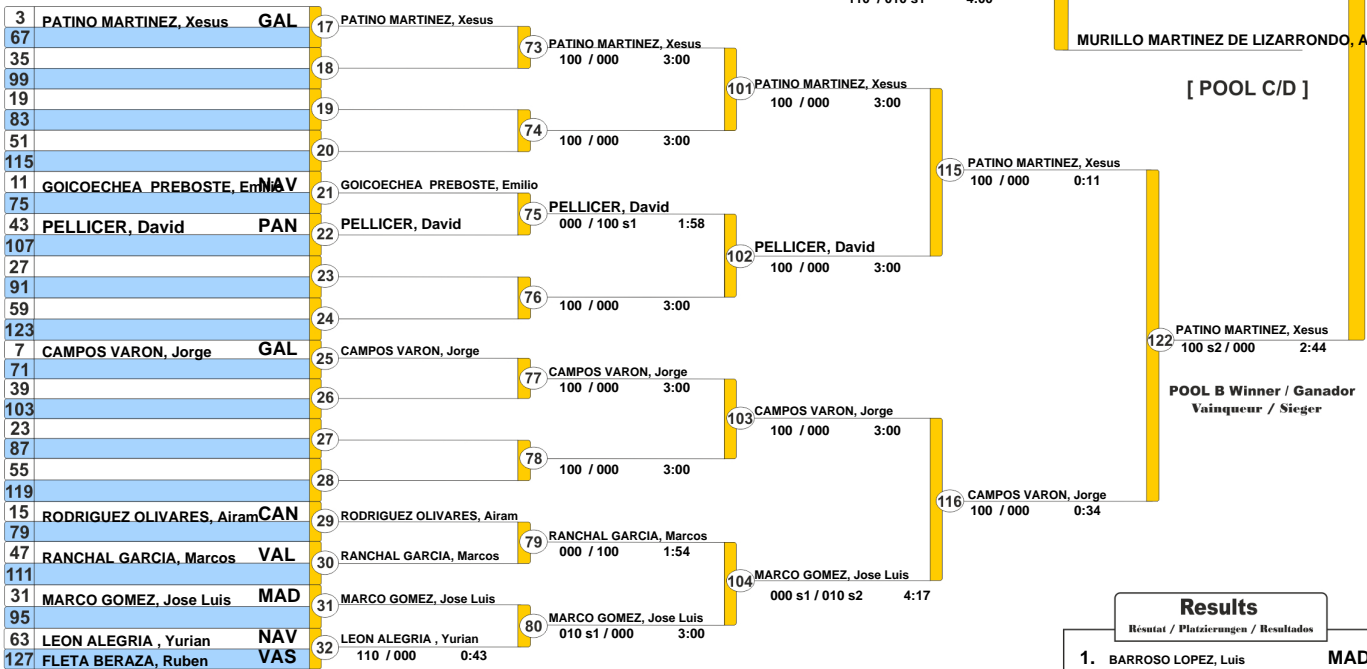 110 / 010 s1 4:00
3 PATINO MARTINEZ, Xesus GAL
67
35
99
19
83
51
115
11 GOICOECHEA PREBOSTE, Emilio NAV
75
43 PELLICER, David PAN
107
27
91
59
123
7 CAMPOS VARON, Jorge GAL
71
39
103
23
87
55
119
15 RODRIGUEZ OLIVARES, Airam CAN
79
47 RANCHAL GARCIA, Marcos VAL
111
31 MARCO GOMEZ, Jose Luis MAD
95
63 LEON ALEGRIA , Yurian NAV
127 FLETA BERAZA, Ruben VAS
17 PATINO MARTINEZ, Xesus
18
19
20
21 GOICOECHEA PREBOSTE, Emilio
22 PELLICER, David
23
24
25 CAMPOS VARON, Jorge
26
27
28
29 RODRIGUEZ OLIVARES, Airam
30 RANCHAL GARCIA, Marcos
31 MARCO GOMEZ, Jose Luis
32 LEON ALEGRIA , Yurian
110 / 000 0:43
73 PATINO MARTINEZ, Xesus
100 / 000 3:00
74
100 / 000 3:00
75 PELLICER, David
000 / 100 s1 1:58
76
100 / 000 3:00
77 CAMPOS VARON, Jorge
100 / 000 3:00
78
100 / 000 3:00
79 RANCHAL GARCIA, Marcos
000 / 100 1:54
80 MARCO GOMEZ, Jose Luis
010 s1 / 000 3:00
101 PATINO MARTINEZ, Xesus
100 / 000 3:00
102 PELLICER, David
100 / 000 3:00
103 CAMPOS VARON, Jorge
100 / 000 3:00
104 MARCO GOMEZ, Jose Luis
000 s1 / 010 s2 4:17
115 PATINO MARTINEZ, Xesus
100 / 000 0:11
116 CAMPOS VARON, Jorge
100 / 000 0:34
MURILLO MARTINEZ DE LIZARRONDO, A
[ POOL C/D ]
122 PATINO MARTINEZ, Xesus
100 s2 / 000 2:44
POOL B Winner / Ganador
Vainqueur / Sieger
Results
Résutat / Platzierungen / Resultados
1. BARROSO LOPEZ, Luis MAD